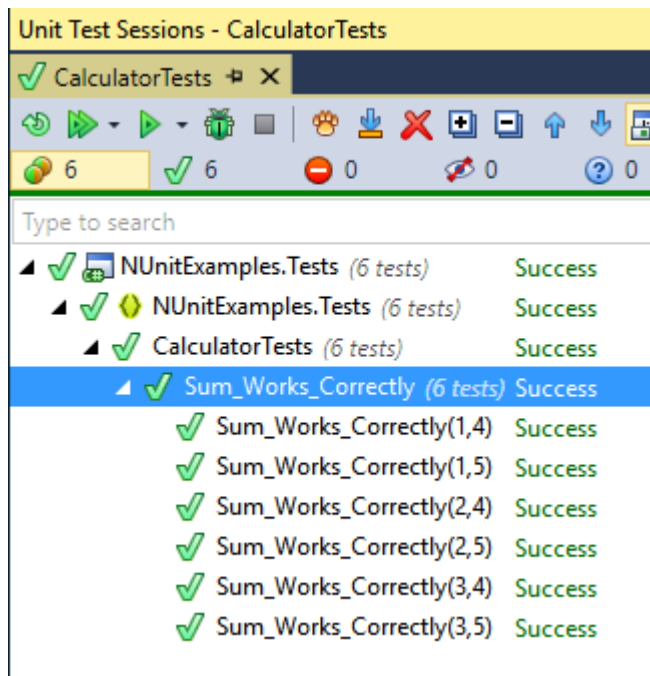 Unit Test Sessions - CalculatorTests
CalculatorTests
6 6 0 0 0
Type to search
NUnitExamples.Tests (6 tests) Success
NUnitExamples.Tests (6 tests) Success
CalculatorTests (6 tests) Success
Sum_Works_Correctly (6 tests) Success
Sum_Works_Correctly(1,4) Success
Sum_Works_Correctly(1,5) Success
Sum_Works_Correctly(2,4) Success
Sum_Works_Correctly(2,5) Success
Sum_Works_Correctly(3,4) Success
Sum_Works_Correctly(3,5) Success